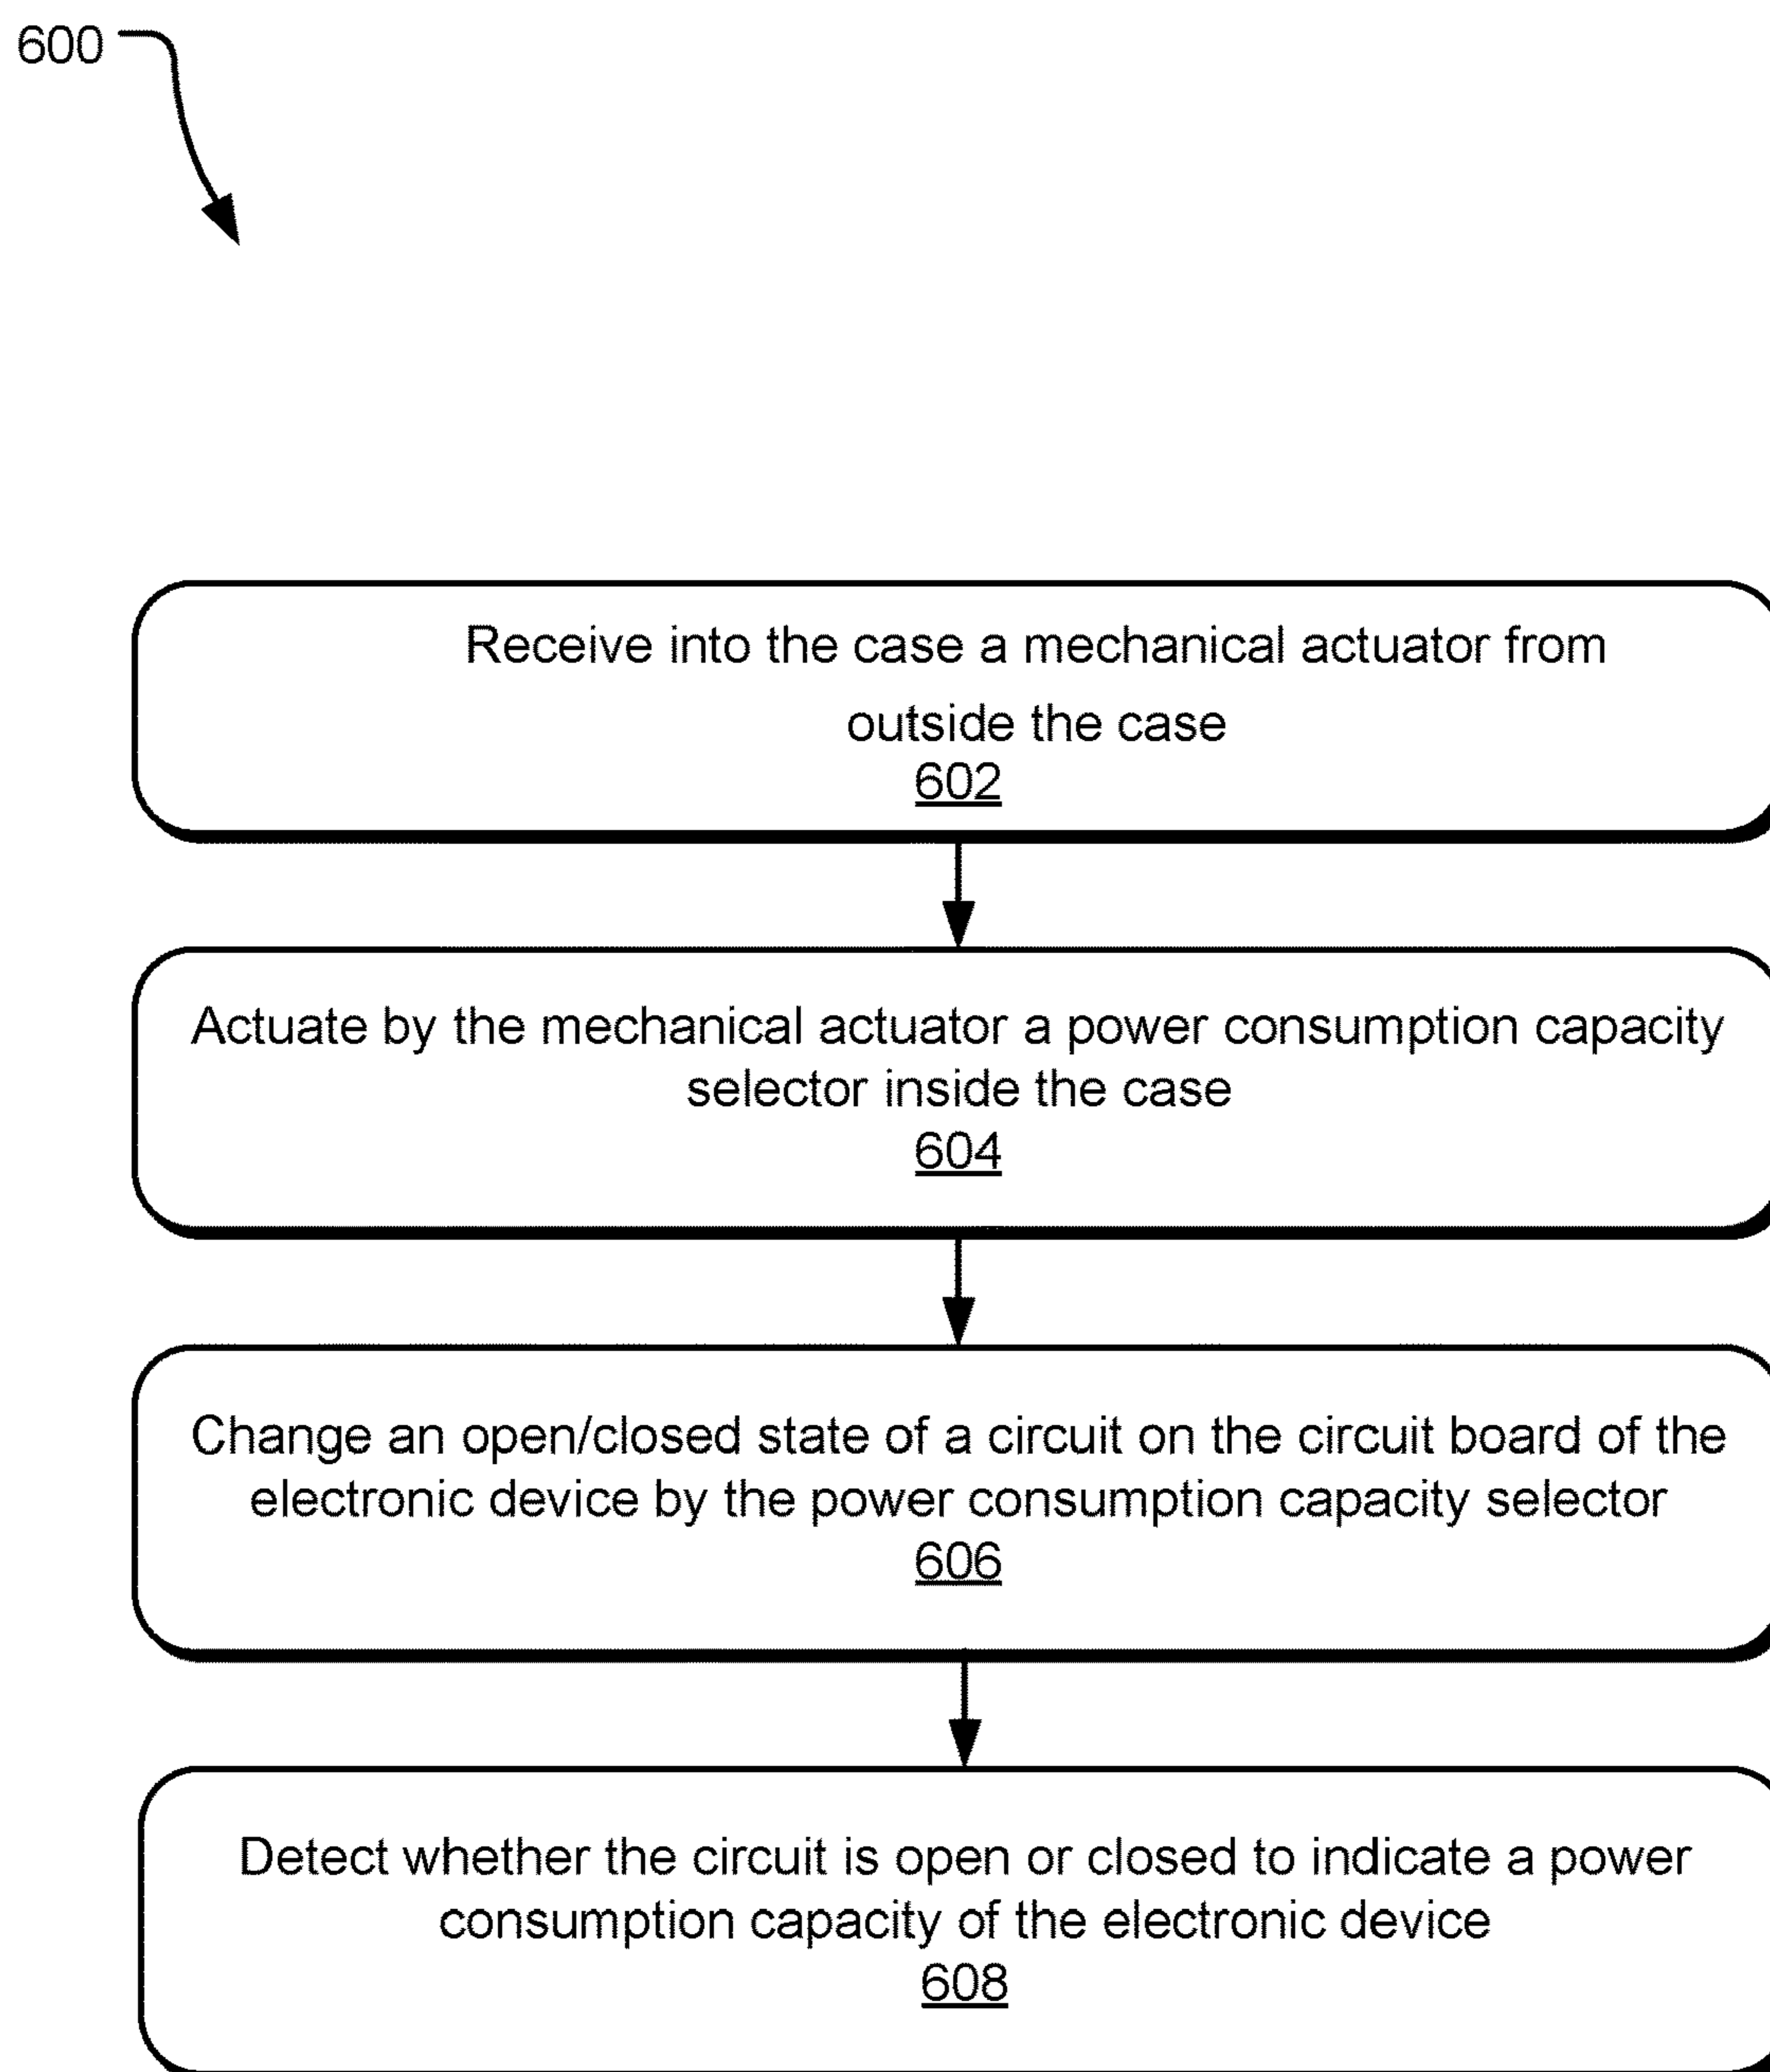 600
Receive into the case a mechanical actuator from
outside the case
602
Actuate by the mechanical actuator a power consumption capacity
selector inside the case
604
Change an open/closed state of a circuit on the circuit board of the
electronic device by the power consumption capacity selector
606
Detect whether the circuit is open or closed to indicate a power
consumption capacity of the electronic device
608